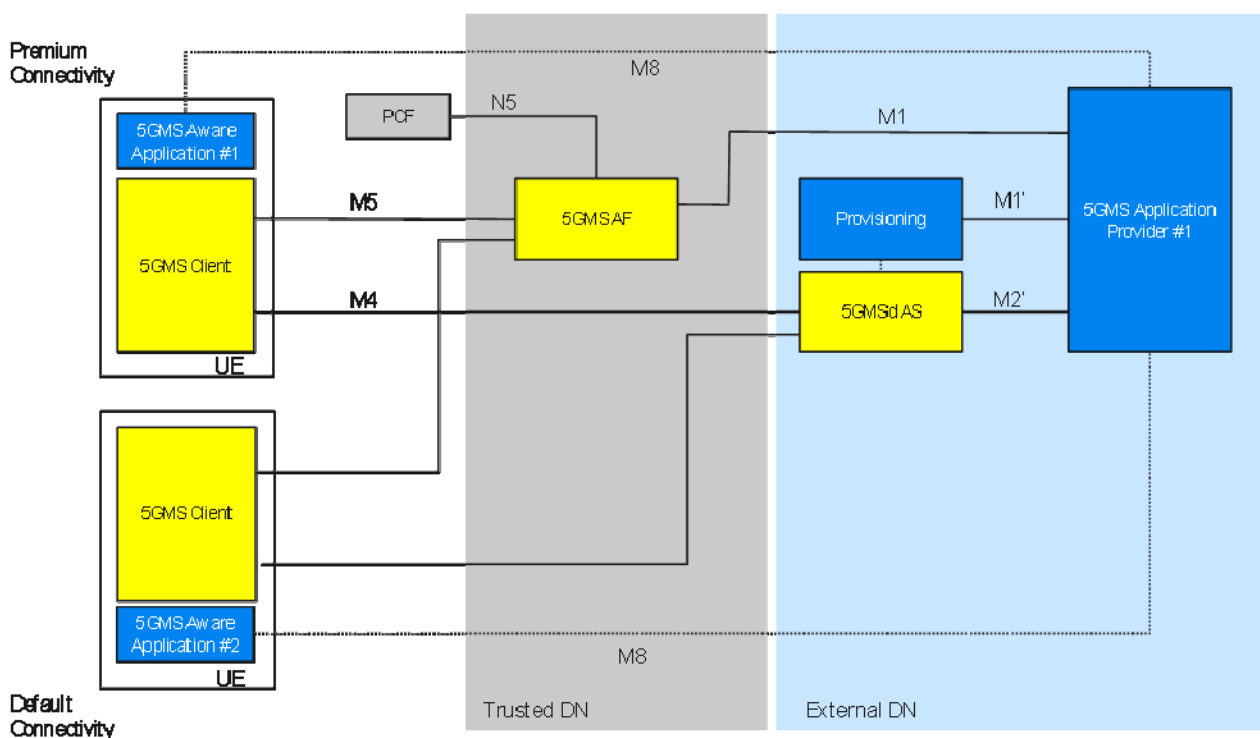 Premium
Connectivity
M8
5GMS Aware
Application #1
PCF
N5
M1
5GMS Client
M5
5GMS AF
Provisioning
M1'
5GMS Application
Provider #1
M4
5GMSd AS
M2'
UE
5GMS Client
5GMS Aware
Application #2
M8
UE
Default
Connectivity
Trusted DN
External DN